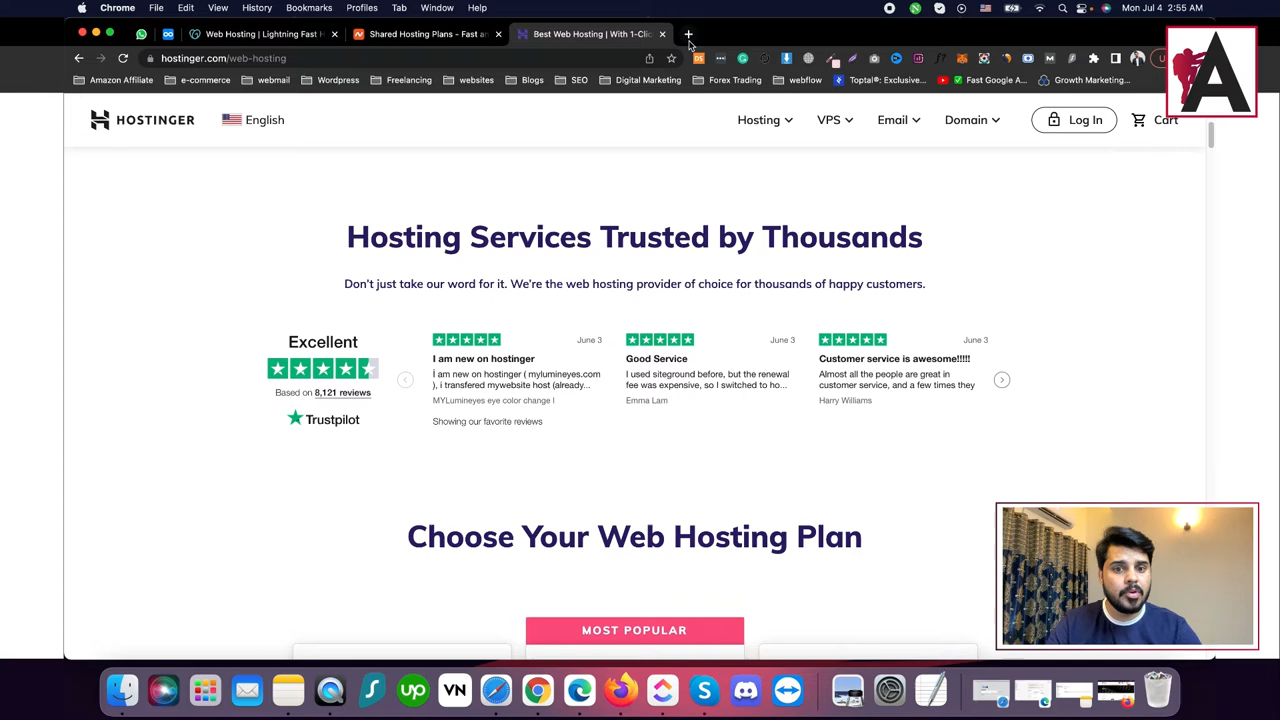 Chrome File Edit View History Bookmarks Profiles Tab Window Help Mon Jul 4 2:55 AM
Web Hosting | Lightning Fast H
Shared Hosting Plans - Fast an
Best Web Hosting | With 1-Clic
hostinger.com/web-hosting
Amazon Affiliate e-commerce webmail Wordpress Freelancing websites Blogs SEO Digital Marketing Forex Trading webflow Toptal®: Exclusive... Fast Google A... Growth Marketing...
A
HOSTINGER English Hosting VPS Email Domain Log In Cart
Hosting Services Trusted by Thousands
Don't just take our word for it. We're the web hosting provider of choice for thousands of happy customers.
Excellent
Based on 8,121 reviews
Trustpilot
June 3
I am new on hostinger
İ am new on hostinger ( mylumineyes.com
), i transfered mywebsite host (already...
MYLumineyes eye color change I
Showing our favorite reviews
June 3
Good Service
I used siteground before, but the renewal
fee was expensive, so I switched to ho...
Emma Lam
June 3
Customer service is awesome!!!!!
Almost all the people are great in
customer service, and a few times they
Harry Williams
Choose Your Web Hosting Plan
MOST POPULAR
up
VN